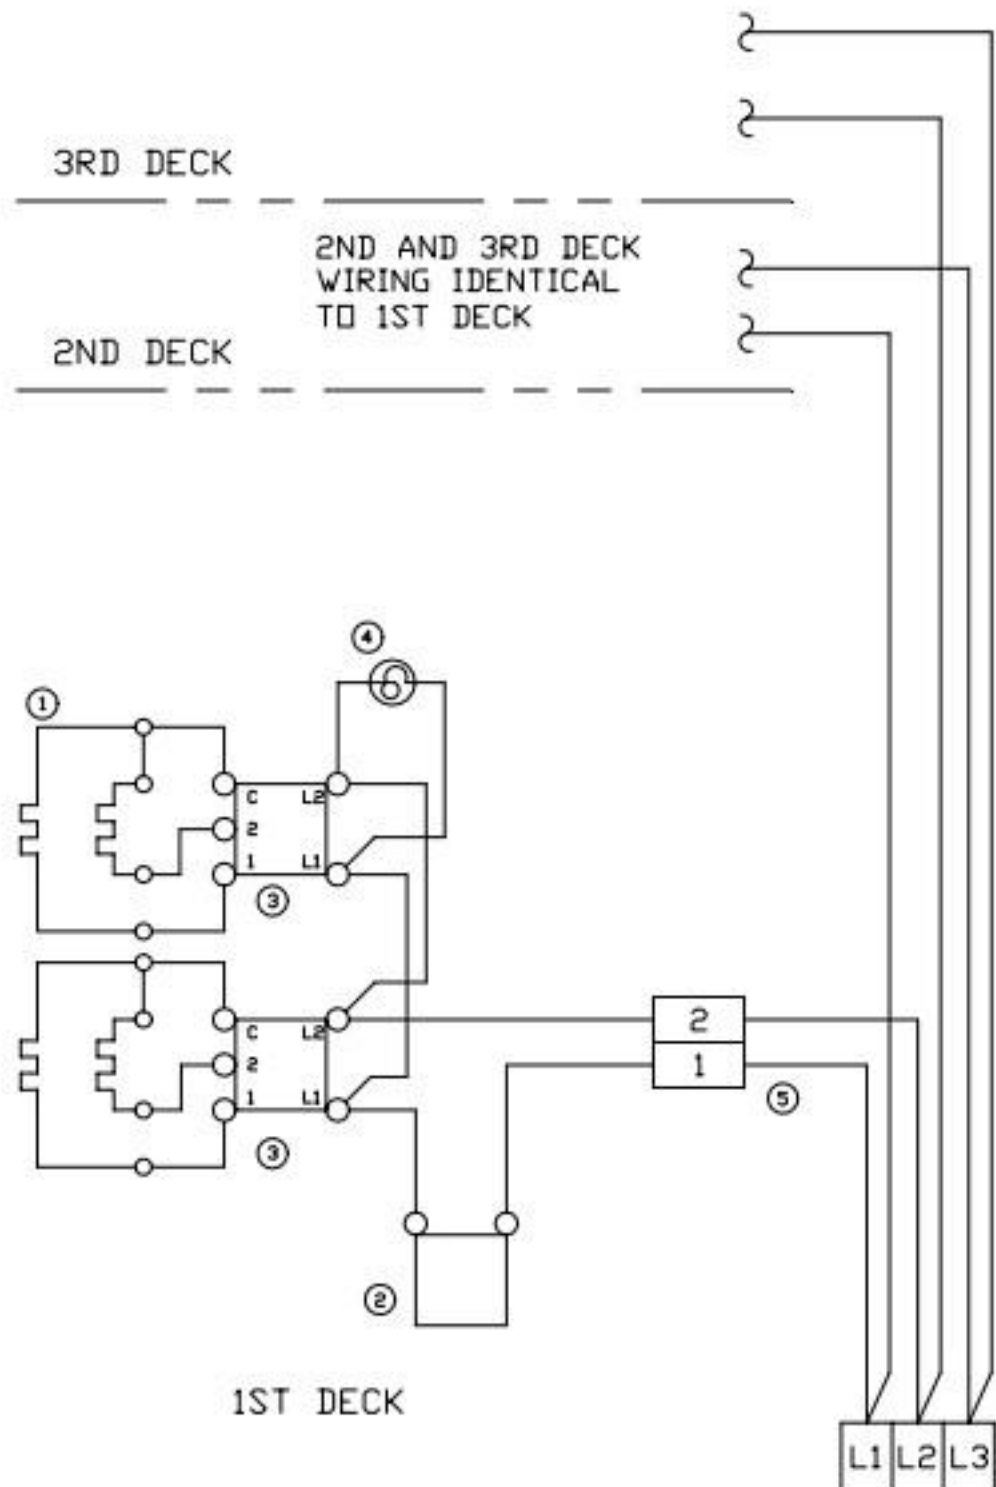 3RD DECK
2ND AND 3RD DECK
WIRING IDENTICAL
TO 1ST DECK
2ND DECK
4
1
C L2
2
1 L1
3
C L2
2
1 L1
3
2
1
5
2
1ST DECK
L1 L2 L3